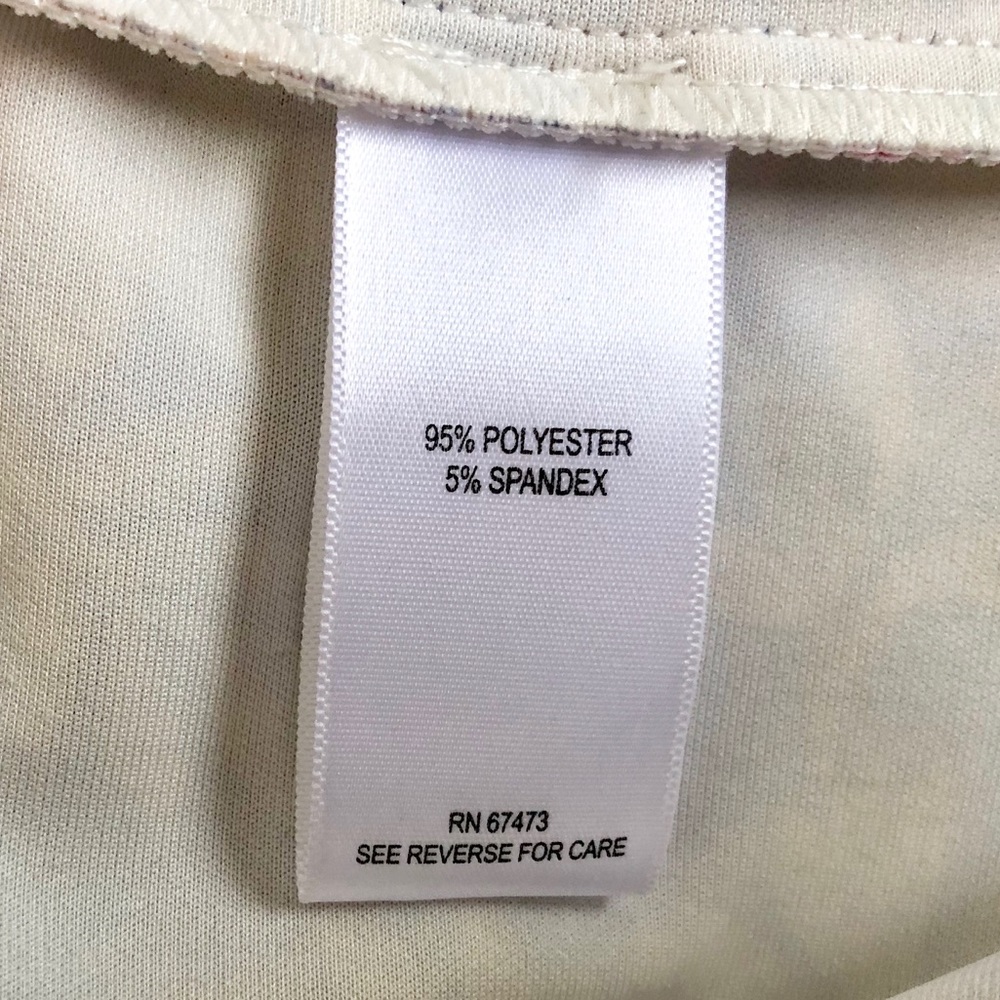 95% POLYESTER
5% SPANDEX
RN 67473
SEE REVERSE FOR CARE